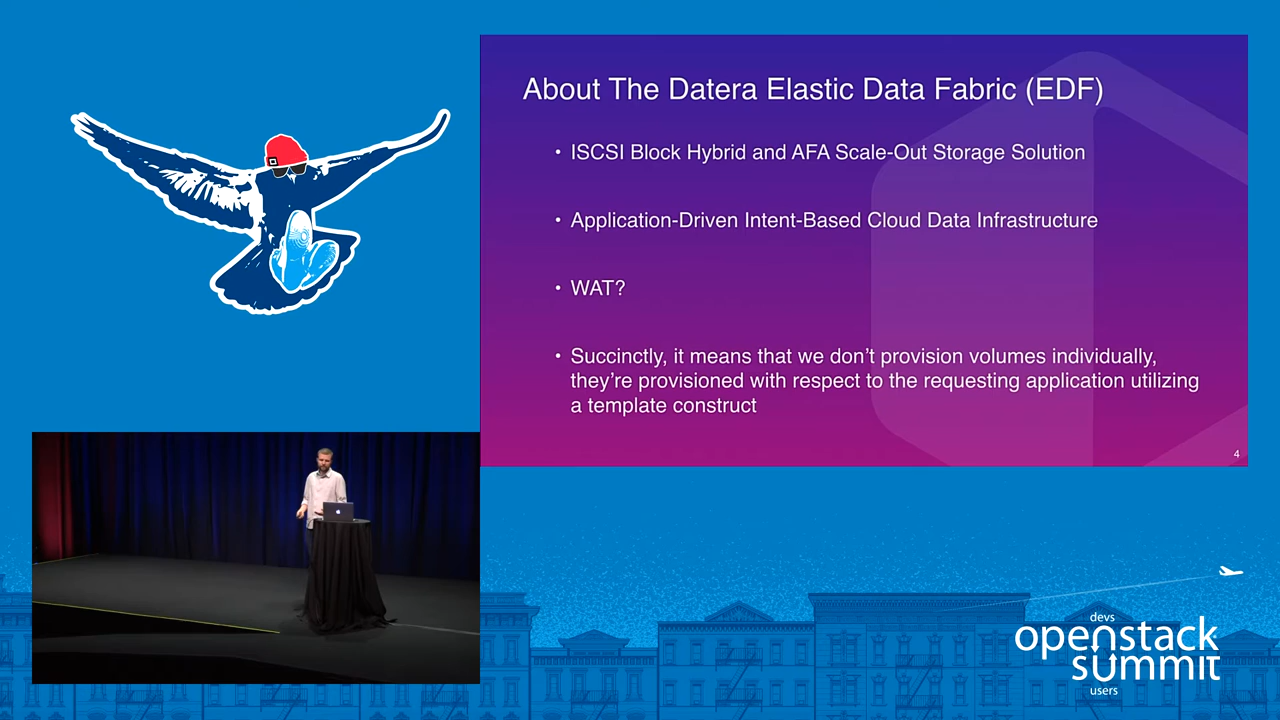 About The Datera Elastic Data Fabric (EDF)
• ISCSI Block Hybrid and AFA Scale-Out Storage Solution
• Application-Driven Intent-Based Cloud Data Infrastructure
• WAT?
• Succinctly, it means that we don’t provision volumes individually,
they’re provisioned with respect to the requesting application utilizing
a template construct
4
devs
openstack
summit
users